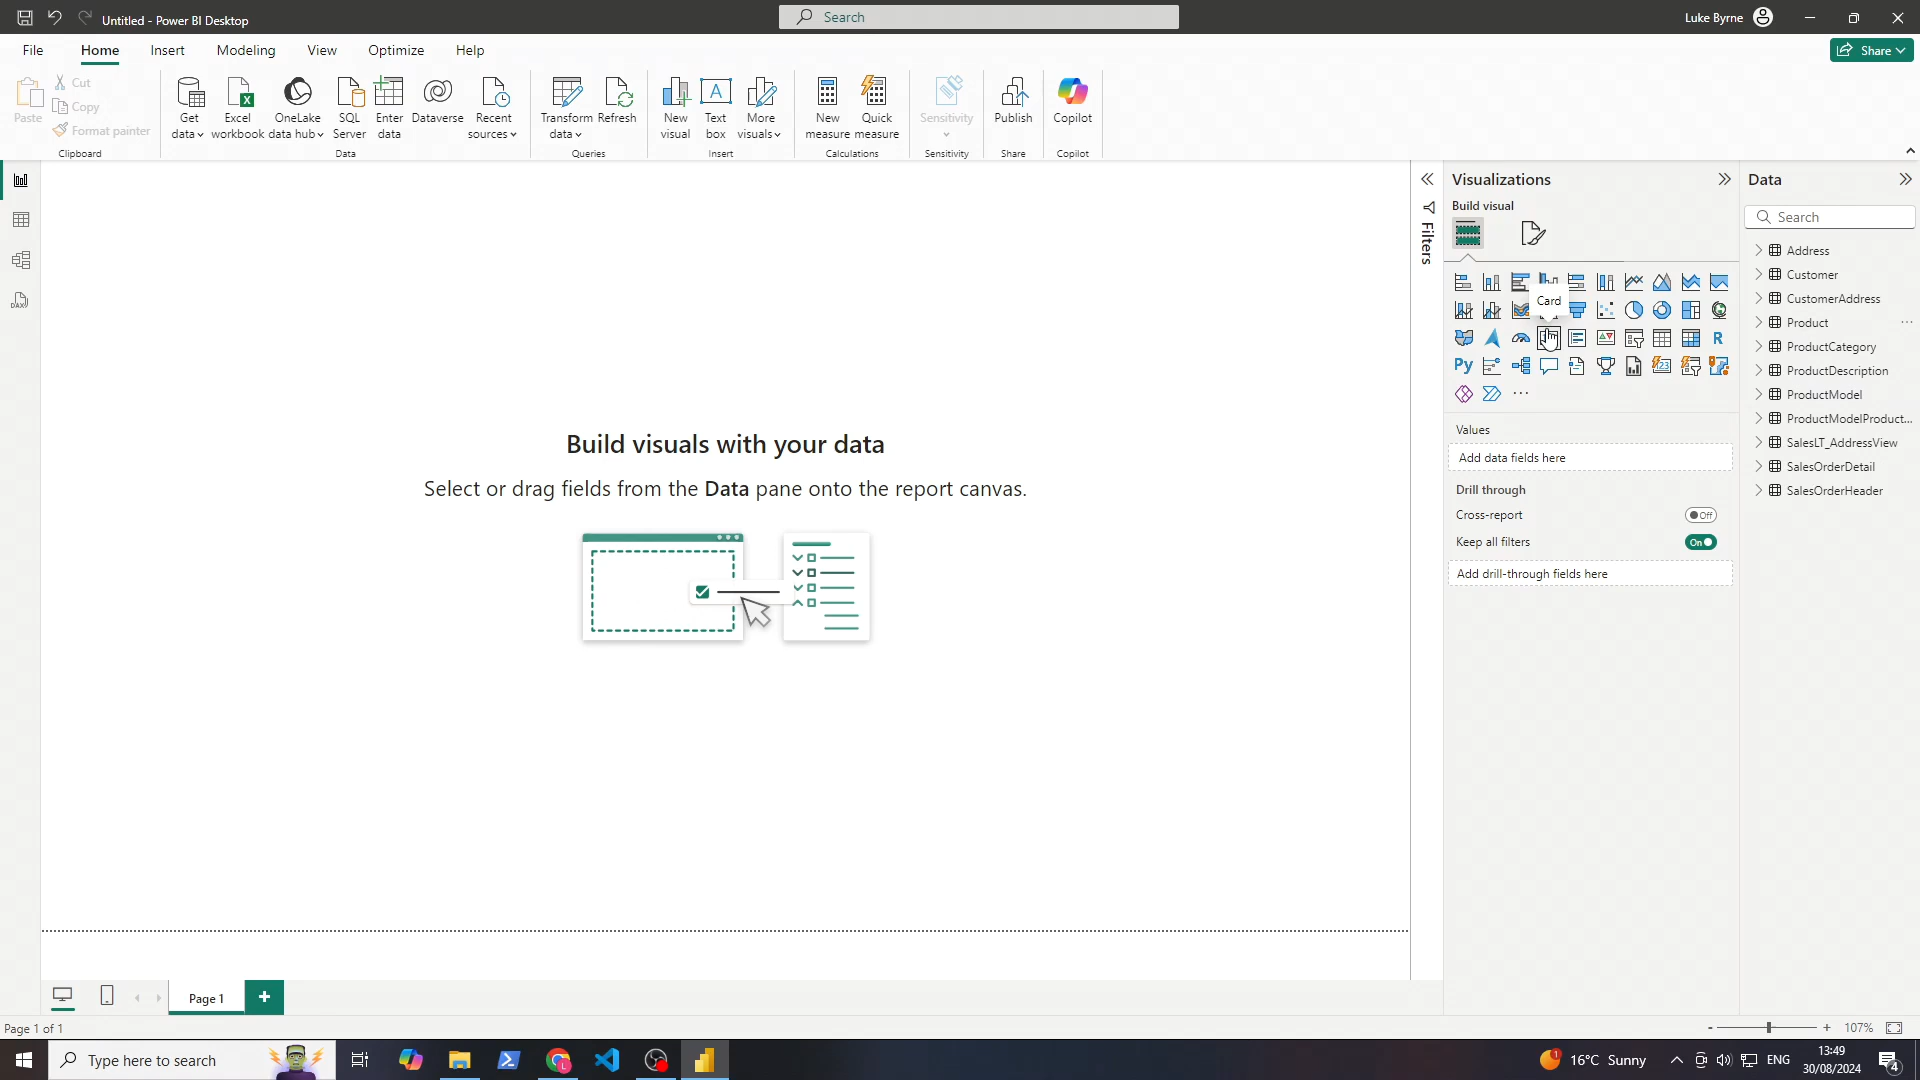 Untitled - Power BI Desktop
Search
Luke Byrne
File
Home
Insert
Modeling
View
Optimize
Help
Share
Paste
Cut
Copy
Format painter
Clipboard
Get data
Excel workbook
OneLake data hub
SQL Server
Enter data
Dataverse
Recent sources
Data
Transform data
Refresh
Queries
New visual
Text box
More visuals
Insert
New measure
Quick measure
Calculations
Sensitivity
Sensitivity
Publish
Share
Copilot
Copilot
Build visuals with your data
Select or drag fields from the Data pane onto the report canvas.
Filters
Visualizations
Build visual
Card
R
Py
123
Values
Add data fields here
Drill through
Cross-report
Off
Keep all filters
On
Add drill-through fields here
Data
Search
Address
Customer
CustomerAddress
Product
ProductCategory
ProductDescription
ProductModel
ProductModelProduct...
SalesLT_AddressView
SalesOrderDetail
SalesOrderHeader
DAX
Page 1
Page 1 of 1
107%
Type here to search
16°C Sunny
ENG
13:49
30/08/2024
4